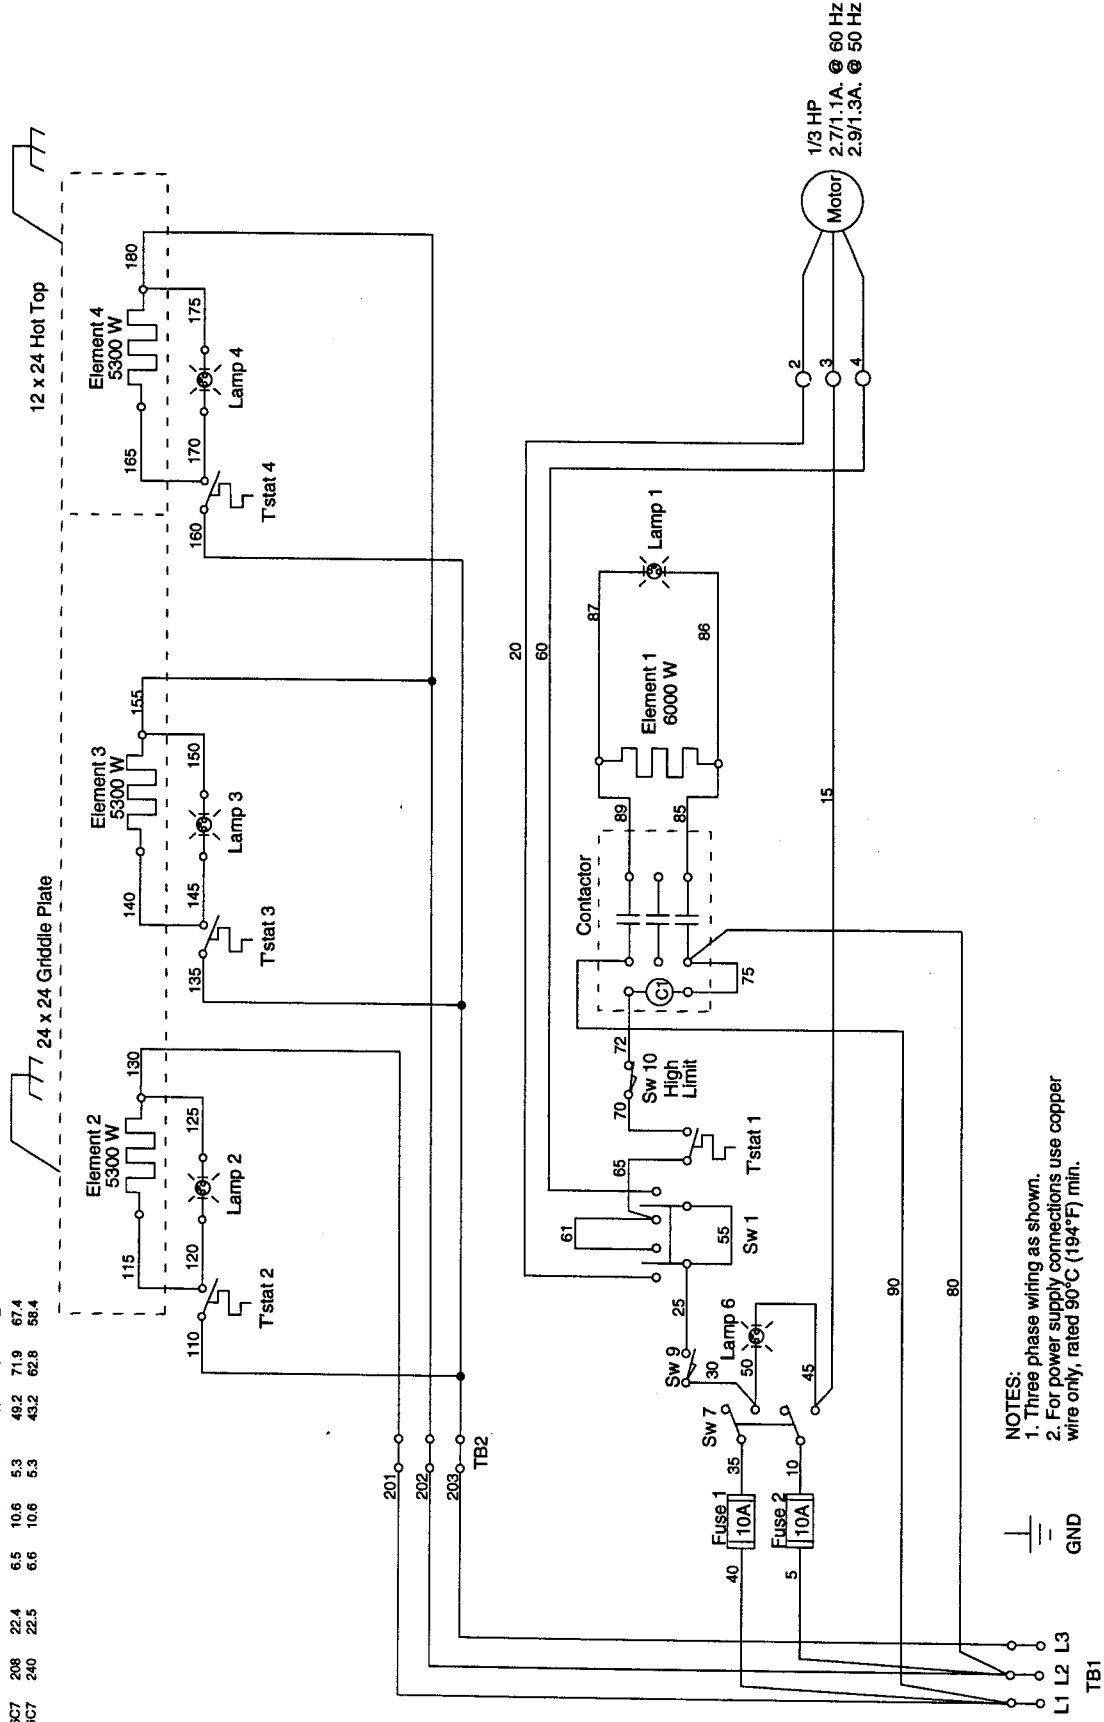 SC7 208 22.4 6.5 10.6 5.3 49.2 71.9 67.4
SC7 240 22.5 6.6 10.6 5.3 43.2 62.8 58.4
24 x 24 Griddle Plate
12 x 24 Hot Top
Element 2
5300 W
115
130
125
120
Lamp 2
T'stat 2
110
Element 3
5300 W
140
155
150
145
Lamp 3
T'stat 3
135
Element 4
5300 W
165
180
175
170
Lamp 4
T'stat 4
160
201
202
203
TB2
20
60
Contactor
C1
75
89
85
87
86
Element 1
6000 W
Lamp 1
72
Sw 10
High
Limit
70
65
T'stat 1
61
55
Sw 1
25
Sw 9
30
Lamp 6
50
45
Sw 7
35
10
Fuse 1
10A
Fuse 2
10A
40
5
15
90
80
2
3
4
Motor
1/3 HP
2.7/1.1A. @ 60 Hz
2.9/1.3A. @ 50 Hz
L1
L2
L3
TB1
GND
NOTES:
1. Three phase wiring as shown.
2. For power supply connections use copper
wire only, rated 90°C (194°F) min.